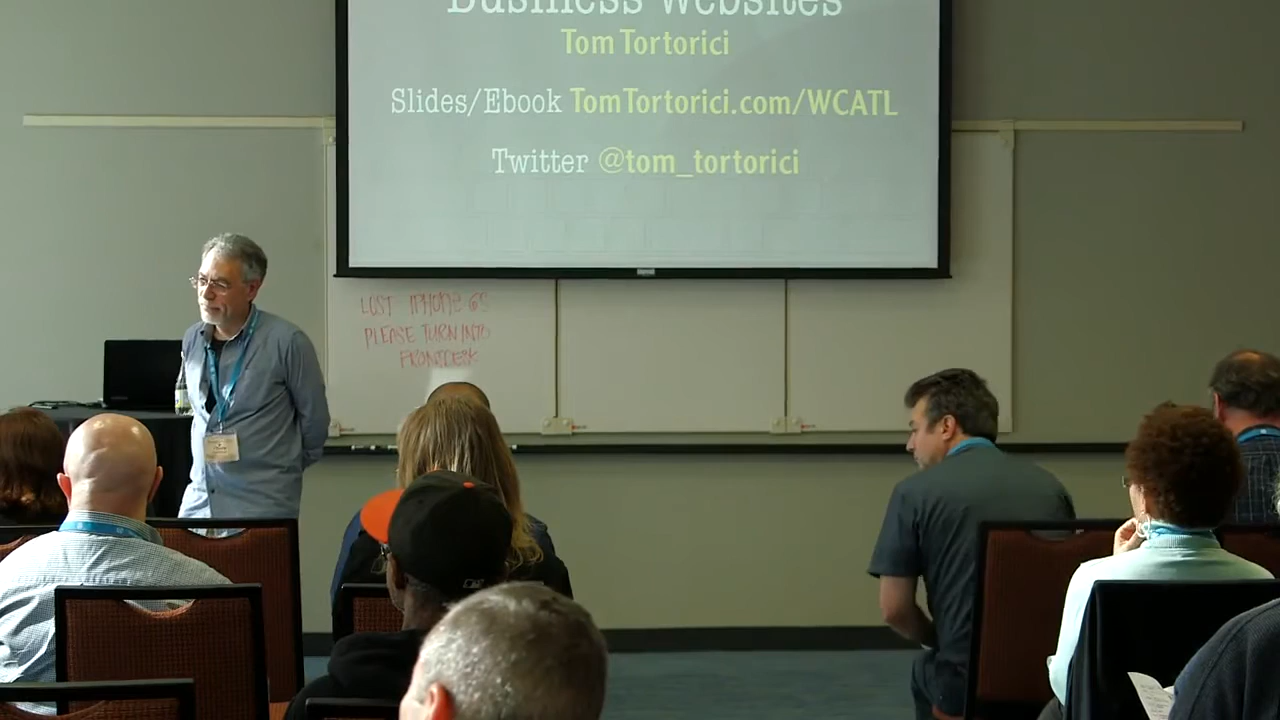 Business Websites
Tom Tortorici
Slides/Ebook TomTortorici.com/WCATL
Twitter @tom_tortorici
LOST IPHONE 6S
PLEASE TURN INTO
FRONTDESK